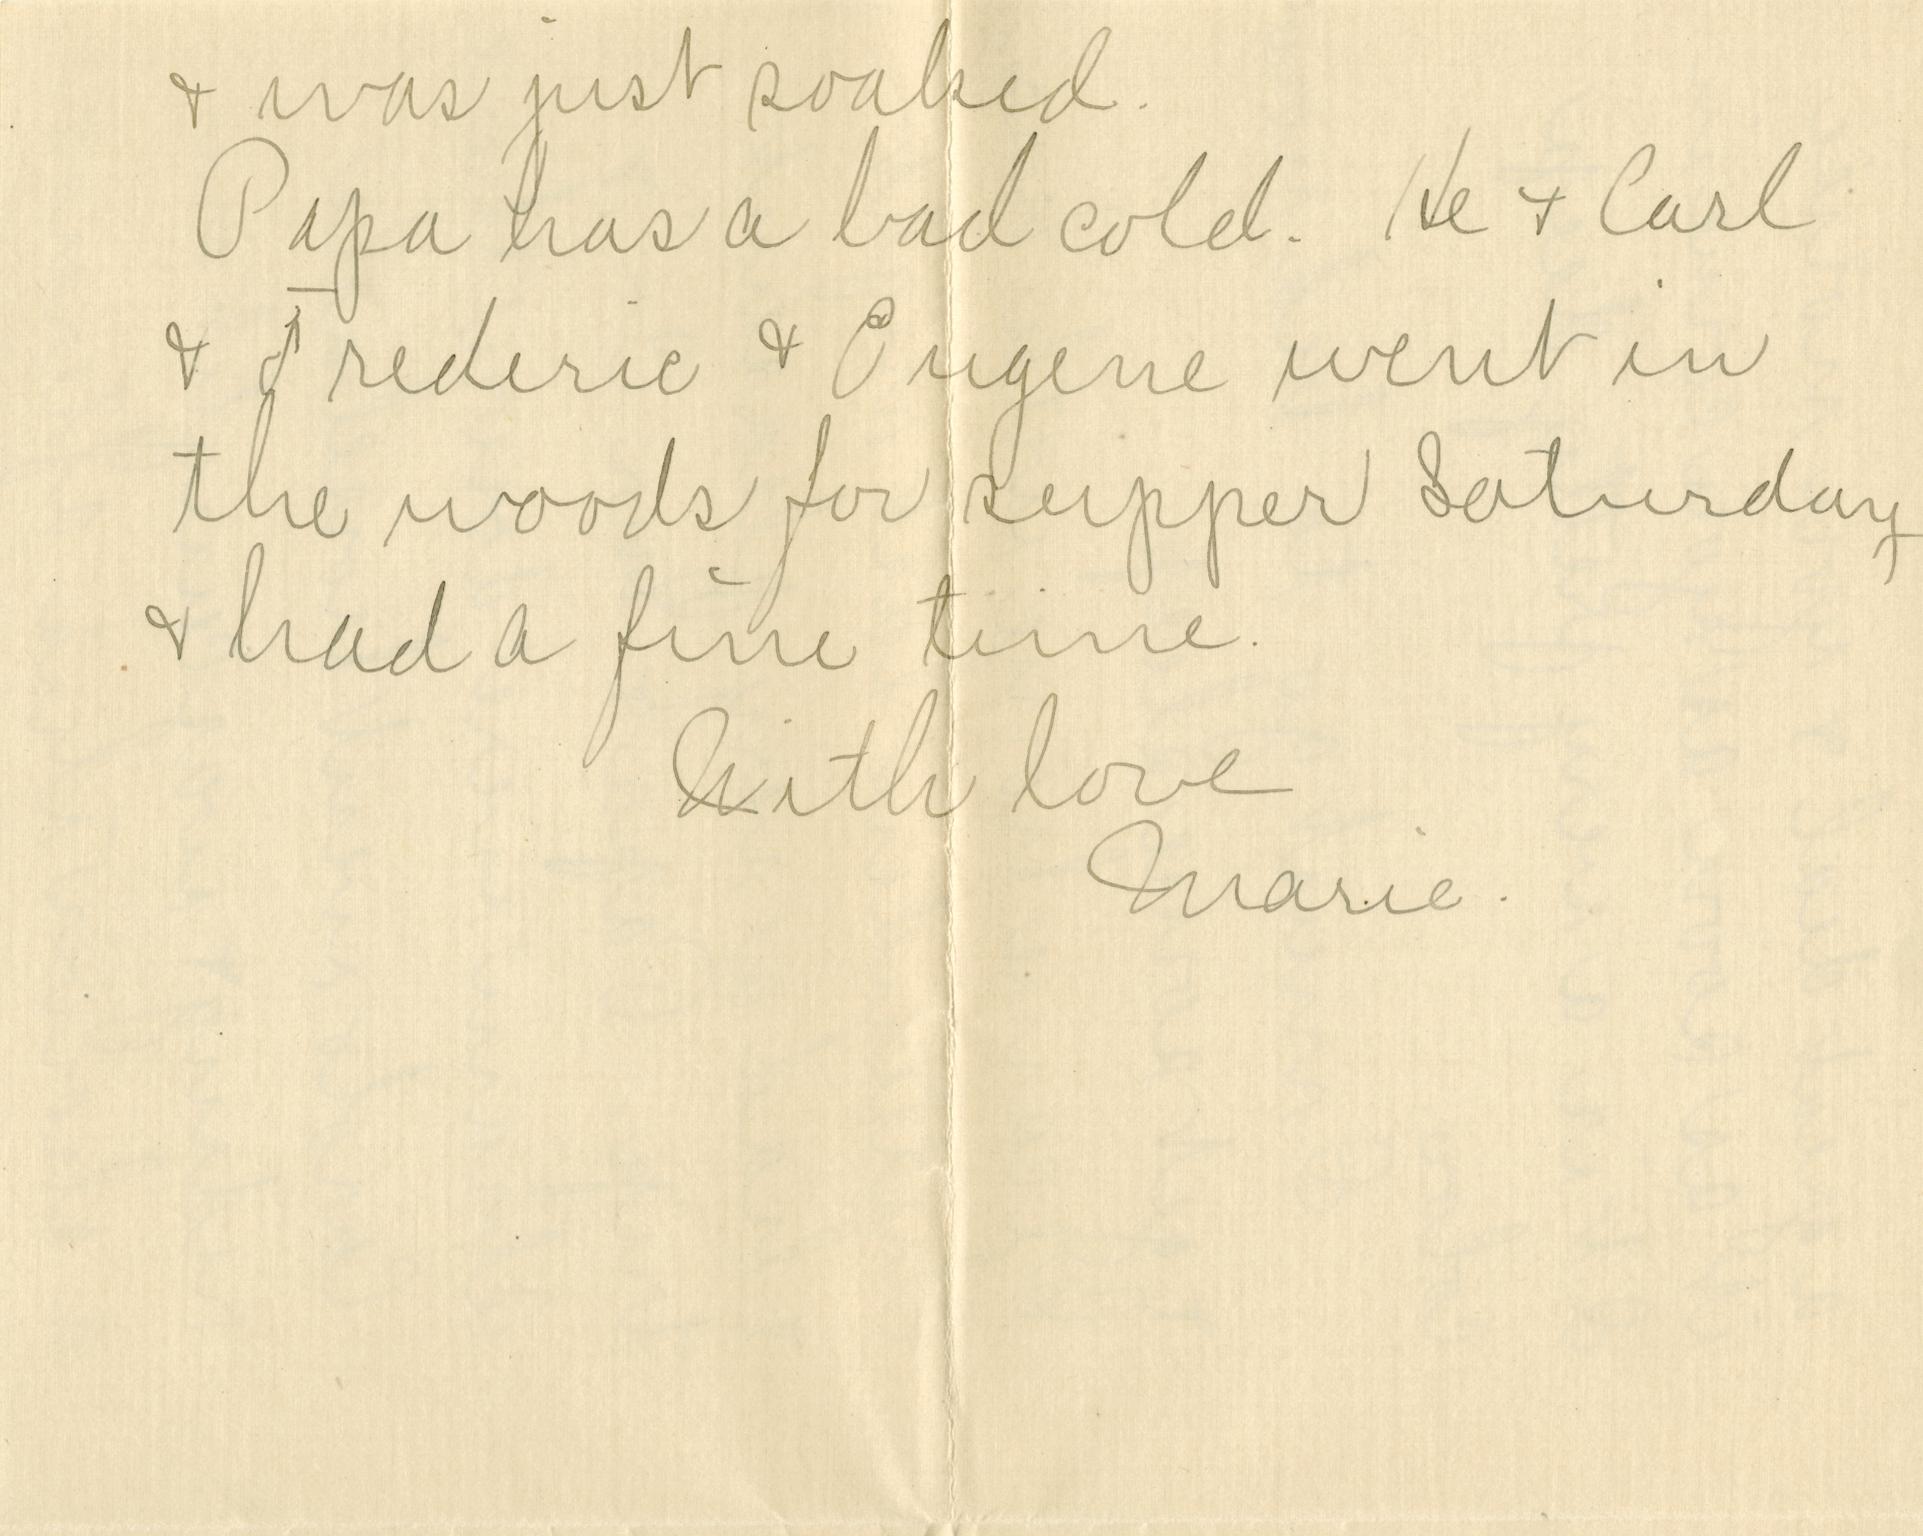 & was just soaked.
Papa has a bad cold. He & Carl
& Frederic & Eugene went in
the woods for supper Saturday
& had a fine time.
With love
Marie.